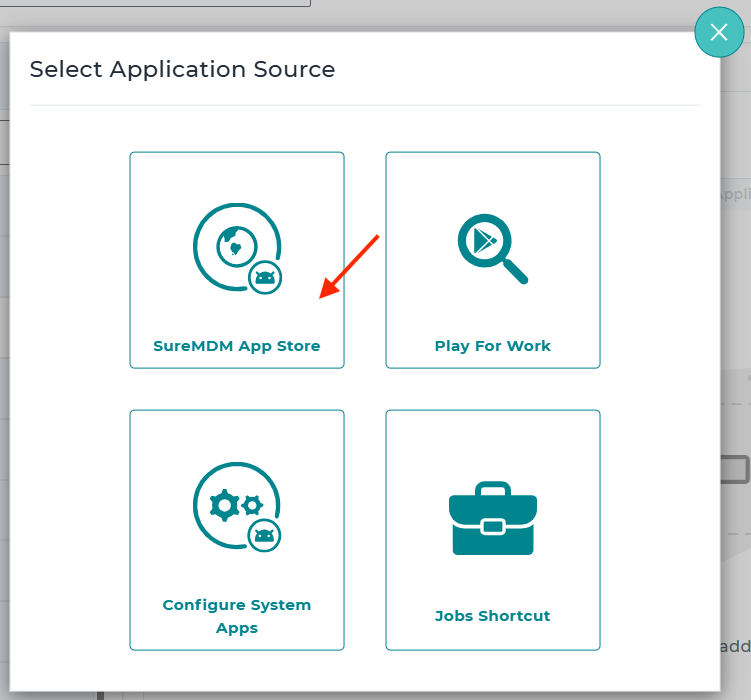 Select Application Source
Appli
SureMDM App Store
Play For Work
Configure System
Apps
Jobs Shortcut
add